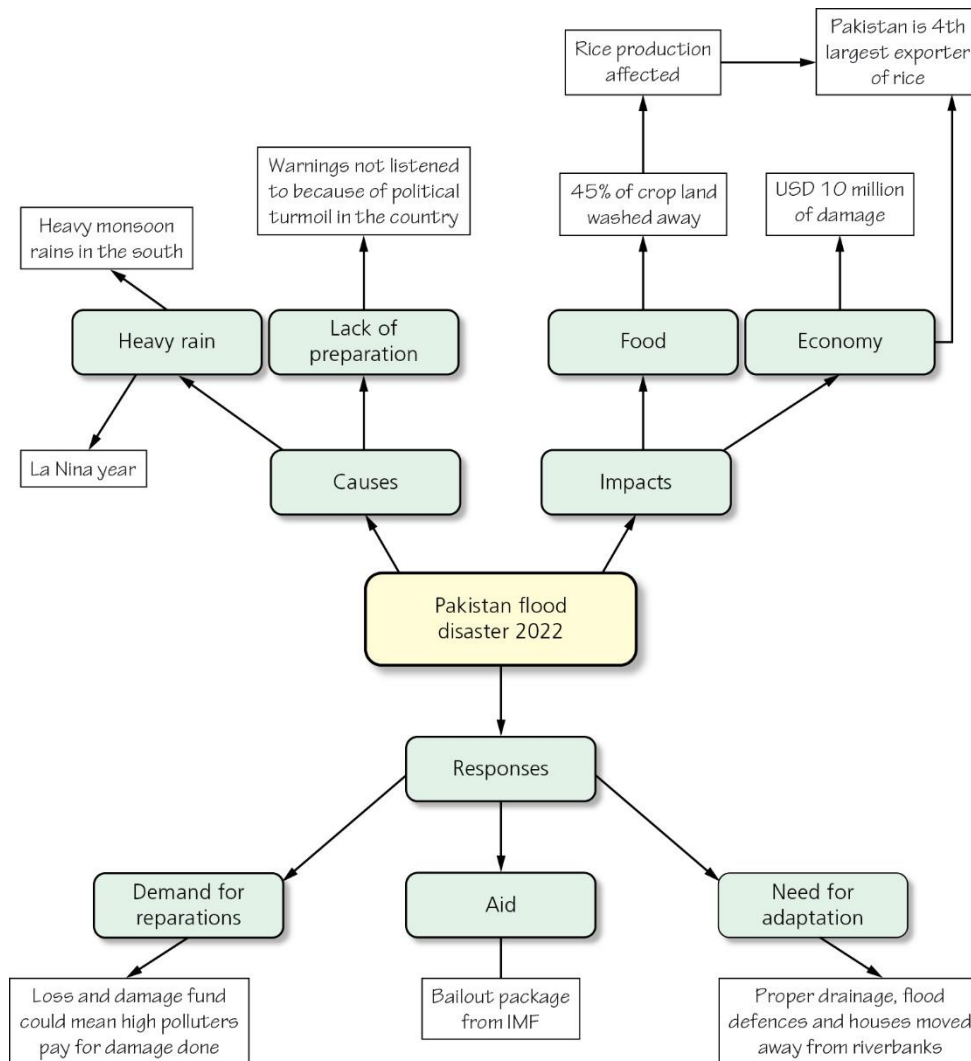 Pakistan is 4th
largest exporter
of rice
Rice production
affected
Warnings not listened
to because of political
turmoil in the country
45% of crop land
washed away
USD 10 million
of damage
Heavy monsoon
rains in the south
Heavy rain
Lack of
preparation
Food
Economy
La Nina year
Causes
Impacts
Pakistan flood
disaster 2022
Responses
Demand for
reparations
Aid
Need for
adaptation
Loss and damage fund
could mean high polluters
pay for damage done
Bailout package
from IMF
Proper drainage, flood
defences and houses moved
away from riverbanks